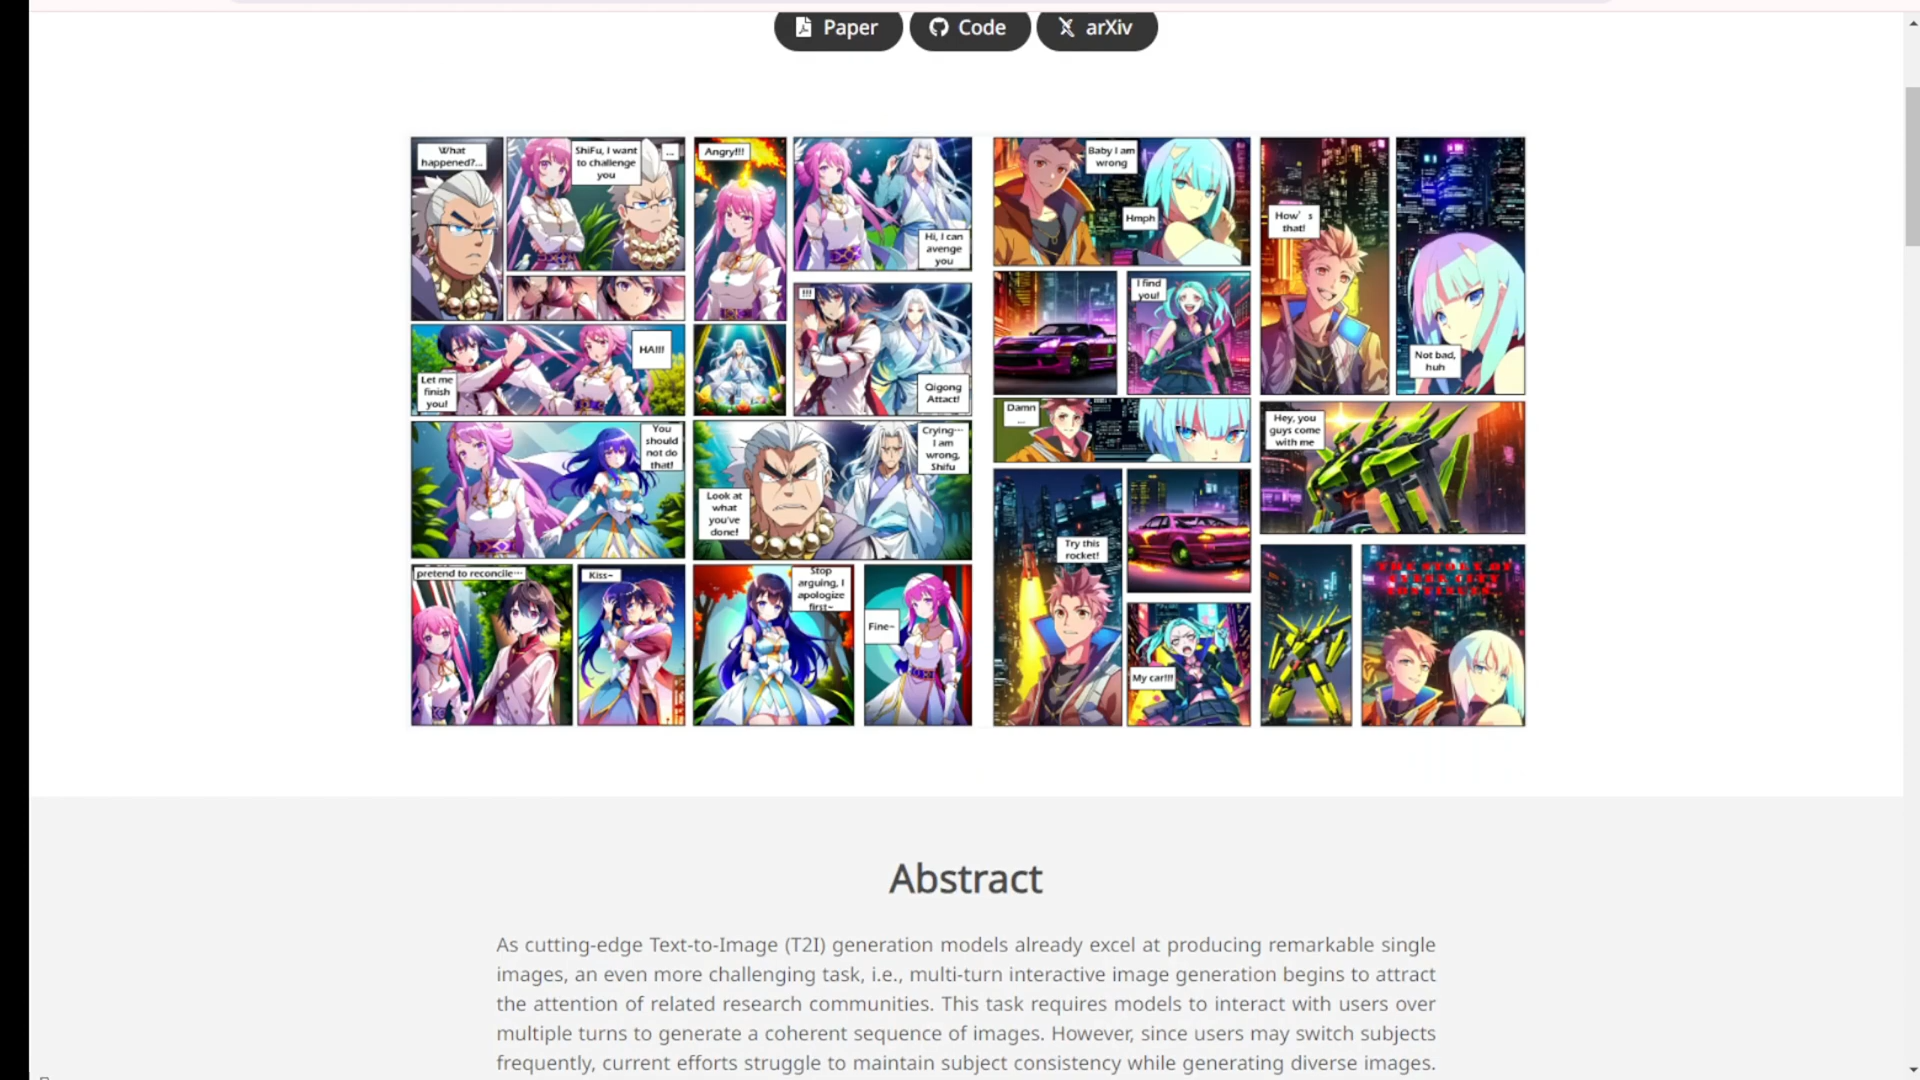 Paper Code arXiv
What
happened?...
ShiFu, I want
to challenge
you
...
Let me
finish
you!
HA!!!
You
should
not do
that!
pretend to reconcile···
Kiss~
Angry!!!
Hi, I can
avenge
you
!!!
Qigong
Attact!
Look at
what
you've
done!
Crying···
I am
wrong,
Shifu
Stop
arguing, I
apologize
first~
Fine~
Baby I am
wrong
Hmph
I find
you!
Damn
...
Try this
rocket!
My car!!!
How's
that!
Not bad,
huh
Hey, you
guys come
with me
THE STORY OF
Abstract
As cutting-edge Text-to-Image (T2I) generation models already excel at producing remarkable single
images, an even more challenging task, i.e., multi-turn interactive image generation begins to attract
the attention of related research communities. This task requires models to interact with users over
multiple turns to generate a coherent sequence of images. However, since users may switch subjects
frequently, current efforts struggle to maintain subject consistency while generating diverse images.